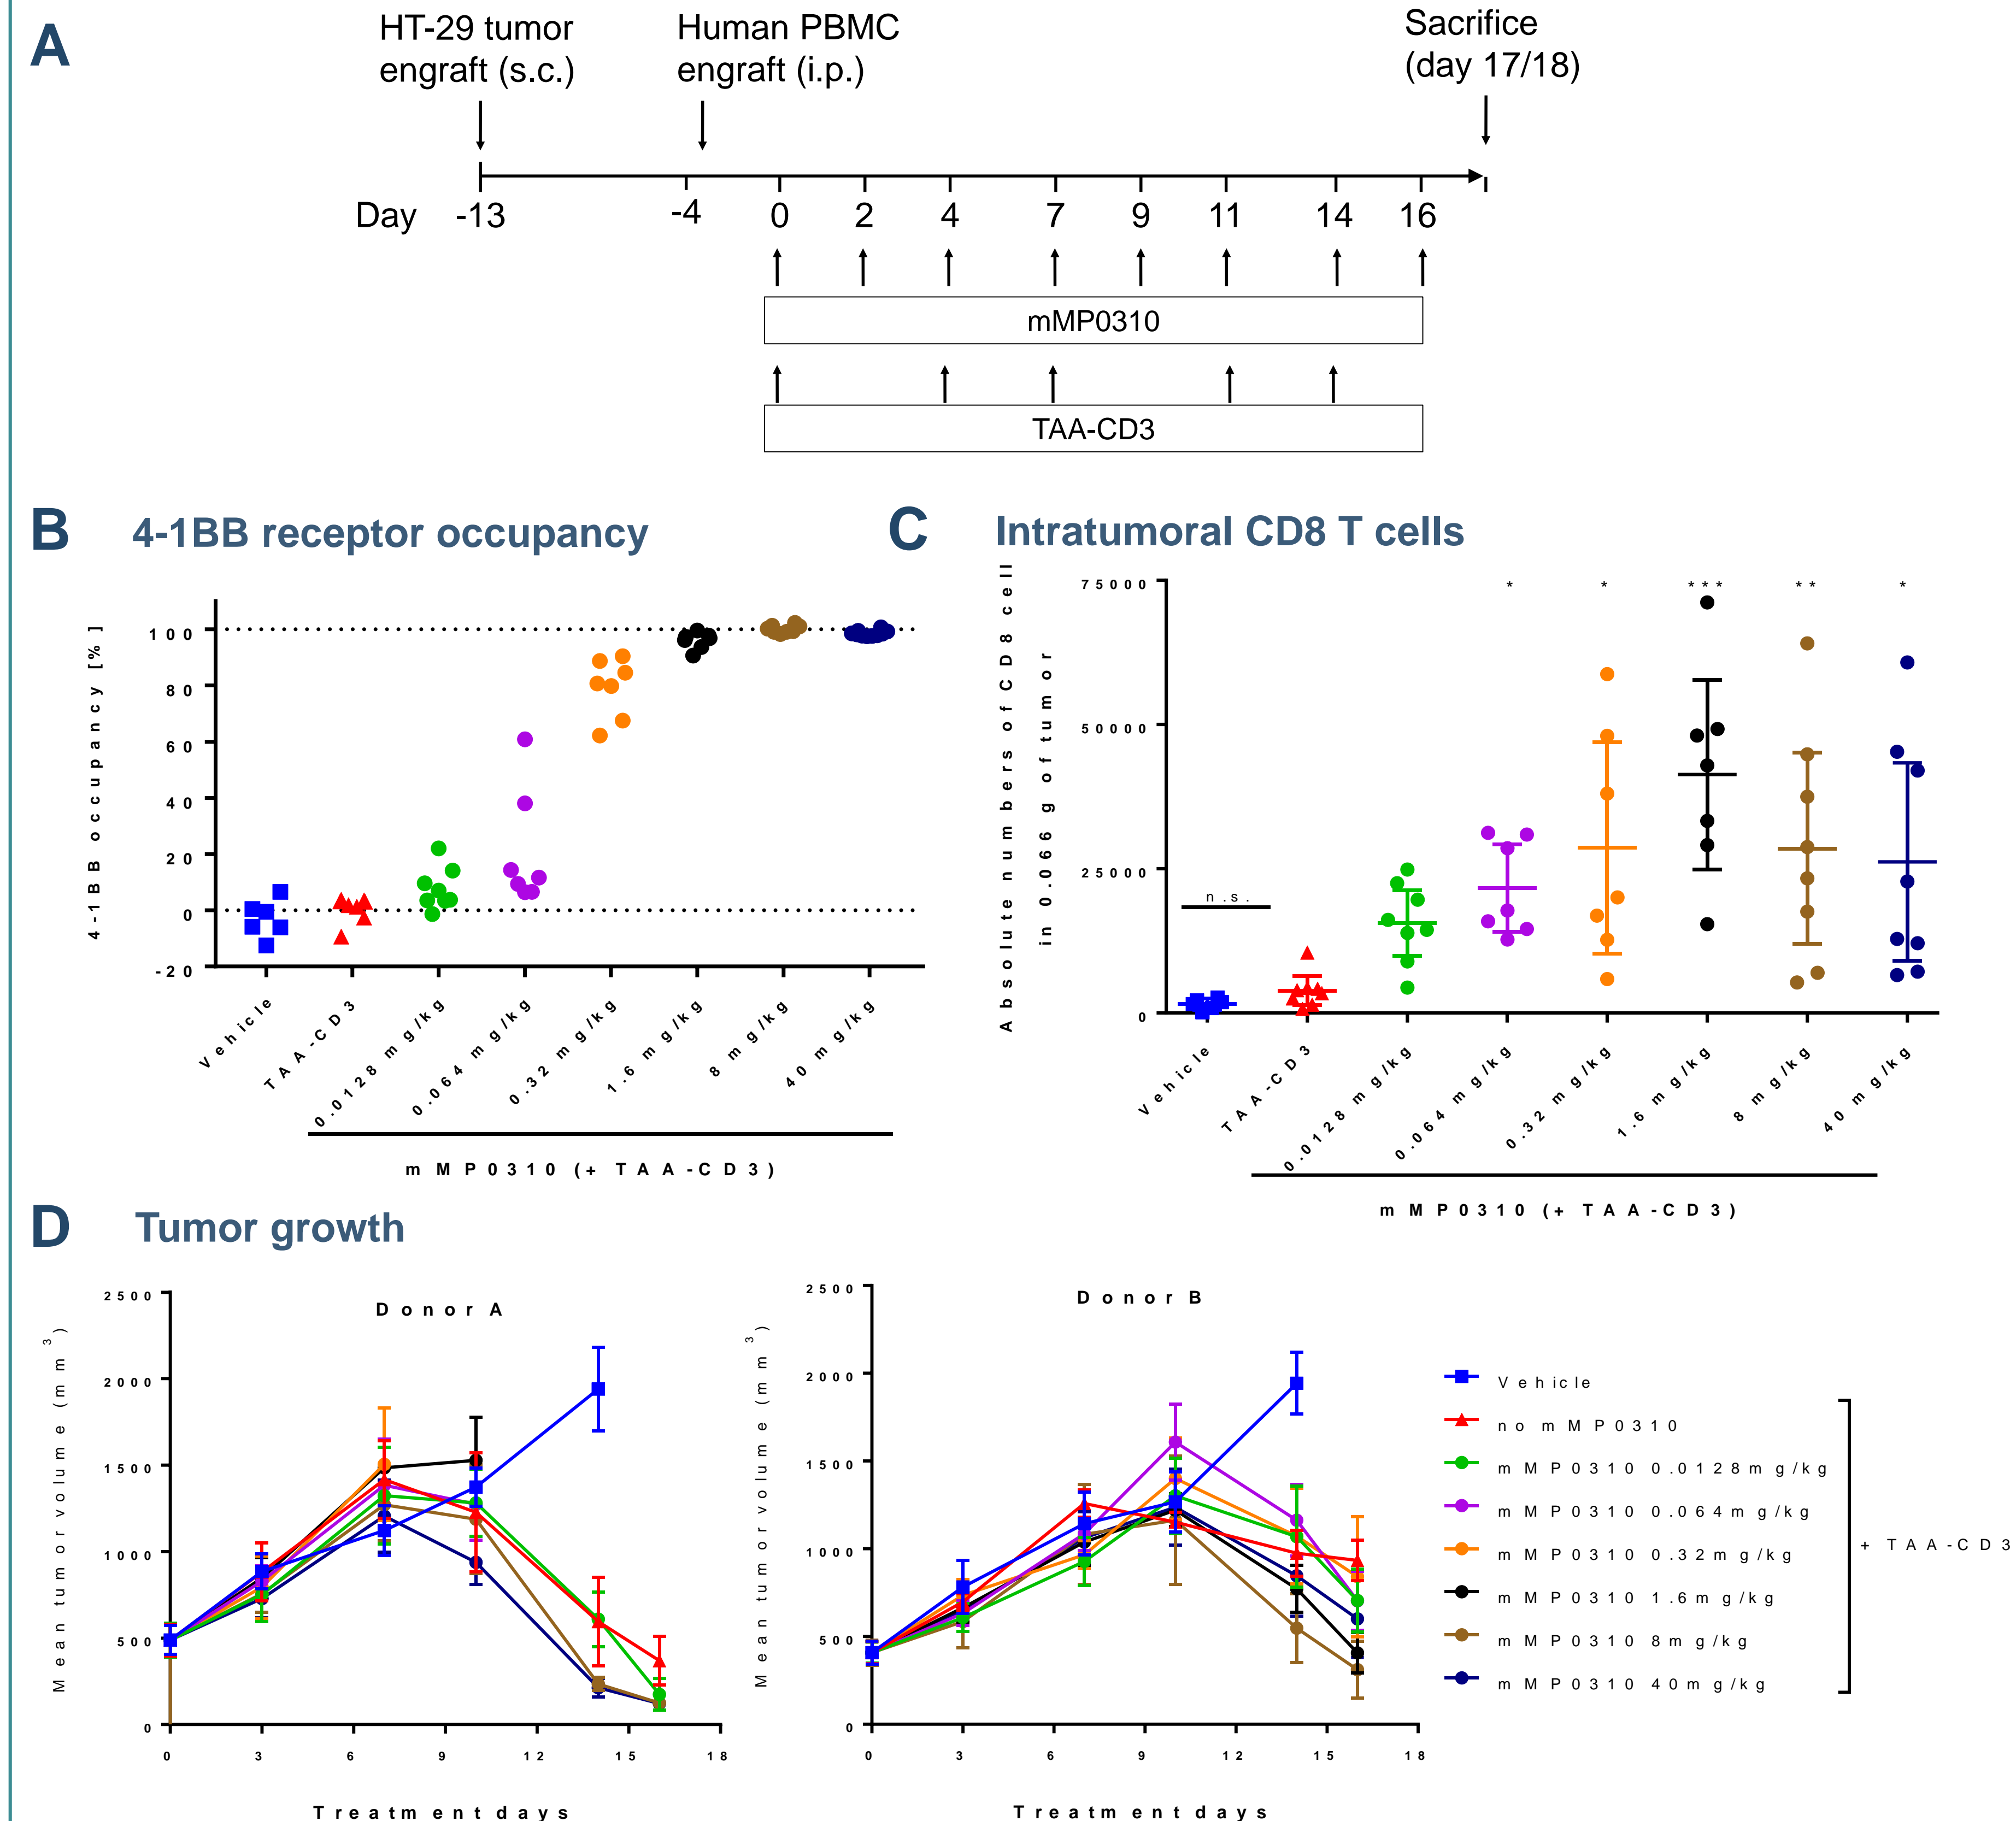 A
HT-29 tumor
engraft (s.c.)
Human PBMC
engraft (i.p.)
Sacrifice
(day 17/18)
Day -13 -4 0 2 4 7 9 11 14 16
mMP0310
TAA-CD3
B 4-1BB receptor occupancy
4-1BB occupancy [%]
100
80
60
40
20
0
-20
Vehicle
TAA-CD3
0.0128 mg/kg
0.064 mg/kg
0.32 mg/kg
1.6 mg/kg
8 mg/kg
40 mg/kg
mMP0310 (+ TAA-CD3)
C Intratumoral CD8 T cells
Absolute numbers of CD8 cell
in 0.066 g of tumor
75000
50000
25000
0
n.s.
* * *** ** *
Vehicle
TAA-CD3
0.0128 mg/kg
0.064 mg/kg
0.32 mg/kg
1.6 mg/kg
8 mg/kg
40 mg/kg
mMP0310 (+ TAA-CD3)
D Tumor growth
Donor A
Mean tumor volume (mm3)
2500
2000
1500
1000
500
0
0 3 6 9 12 15 18
Treatment days
Donor B
Mean tumor volume (mm3)
2500
2000
1500
1000
500
0
0 3 6 9 12 15 18
Treatment days
Vehicle
no mMP0310
mMP0310 0.0128mg/kg
mMP0310 0.064mg/kg
mMP0310 0.32mg/kg
mMP0310 1.6mg/kg
mMP0310 8mg/kg
mMP0310 40mg/kg
+ TAA-CD3